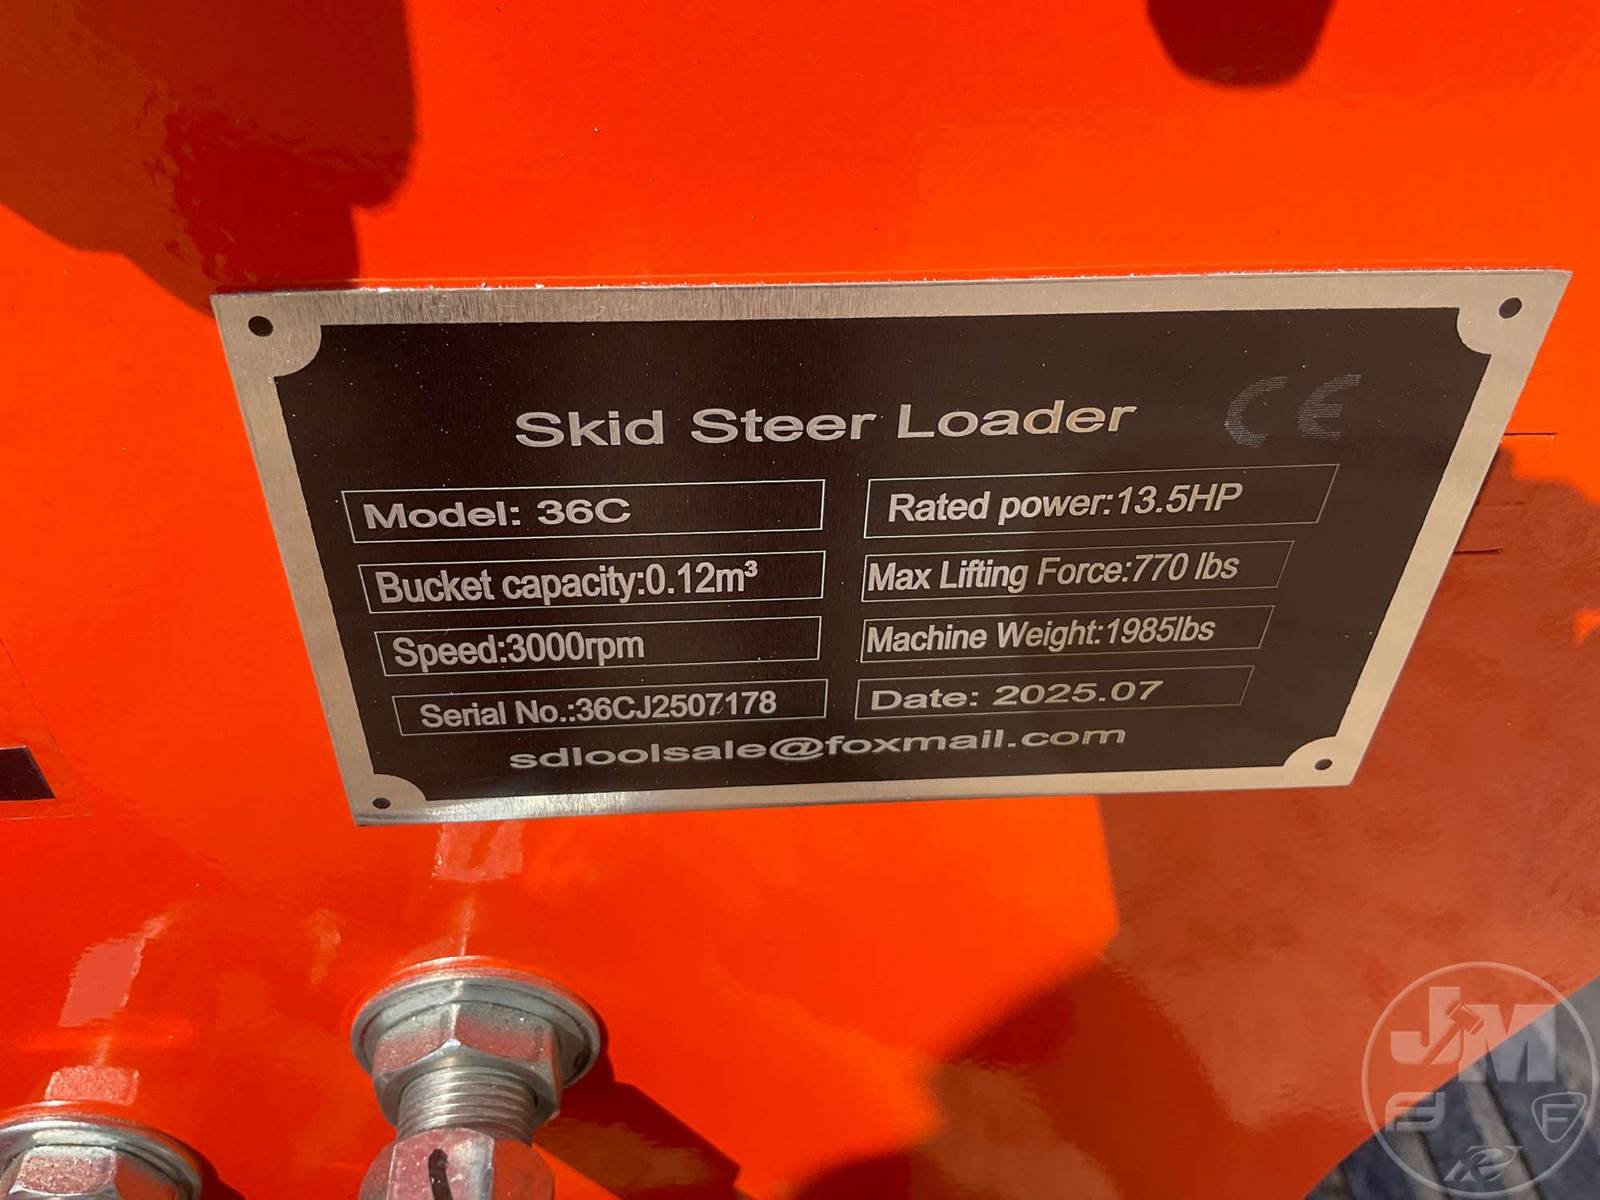 Skid Steer Loader CE
Model: 36C
Rated power:13.5HP
Bucket capacity:0.12m³
Max Lifting Force:770 lbs
Speed:3000rpm
Machine Weight:1985lbs
Serial No.:36CJ2507178
Date: 2025.07
sdloolsale@foxmail.com
JM